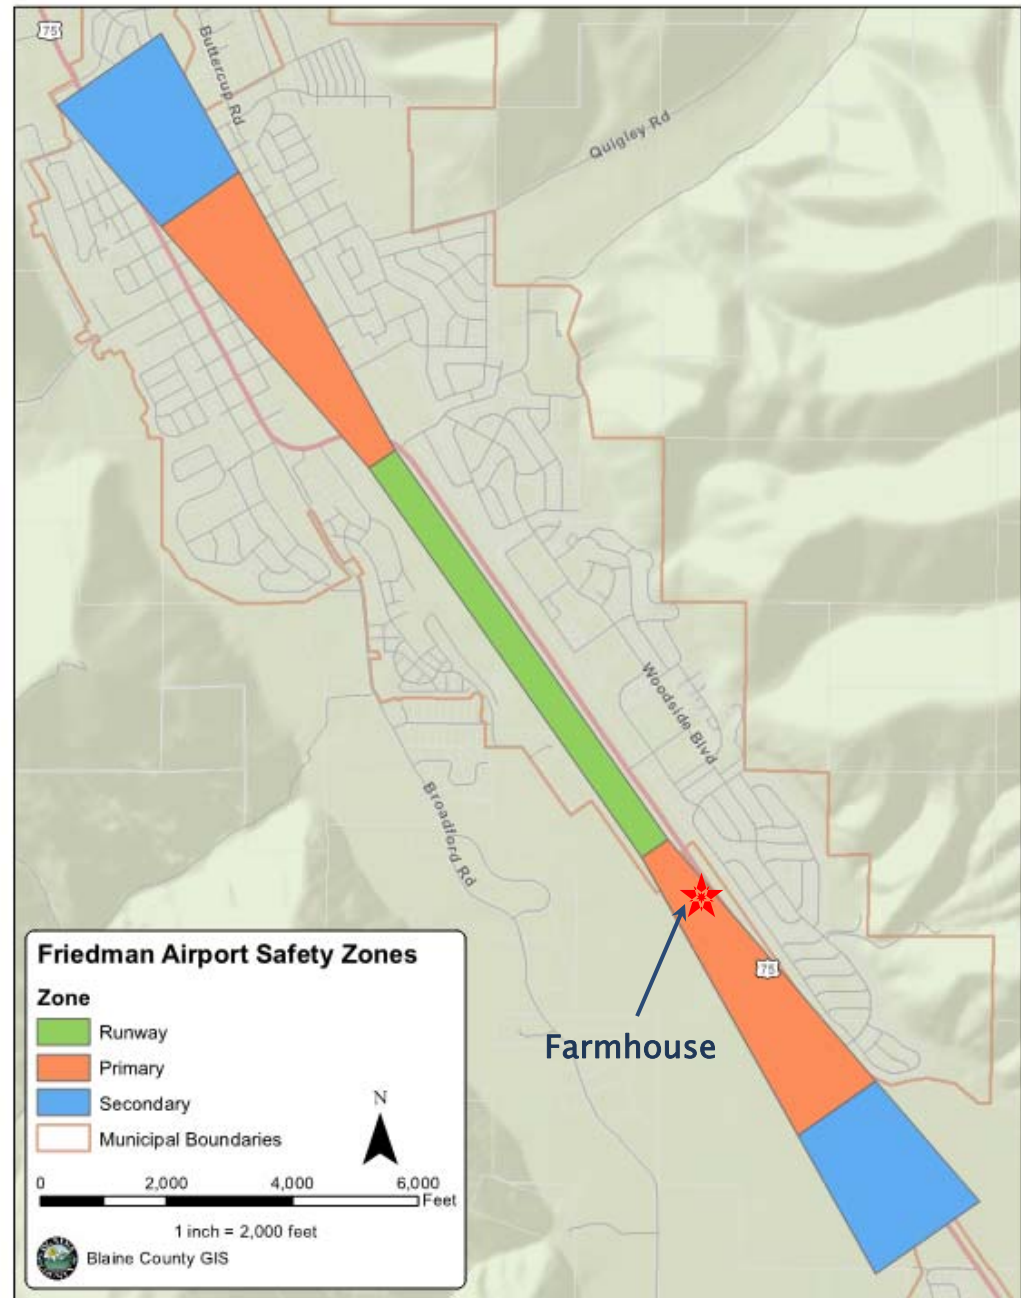 75
Buttercup Rd
Quigley Rd
Woodside Blvd
Broadford Rd
75
Farmhouse
Friedman Airport Safety Zones
Zone
Runway
Primary
Secondary
Municipal Boundaries
N
0 2,000 4,000 6,000
Feet
1 inch = 2,000 feet
Blaine County GIS